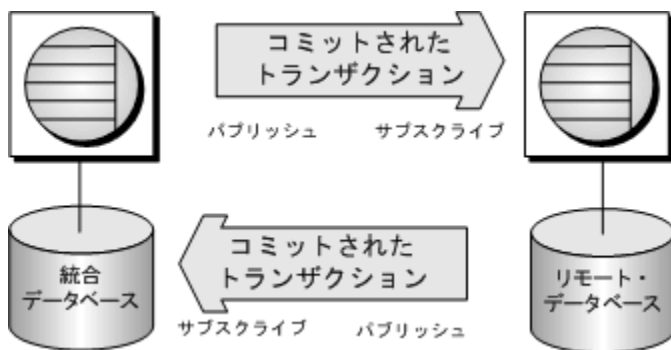 コミットされた
トランザクション
パブリッシュ
サブスクライブ
コミットされた
トランザクション
統合
データベース
サブスクライブ
パブリッシュ
リモート・
データベース